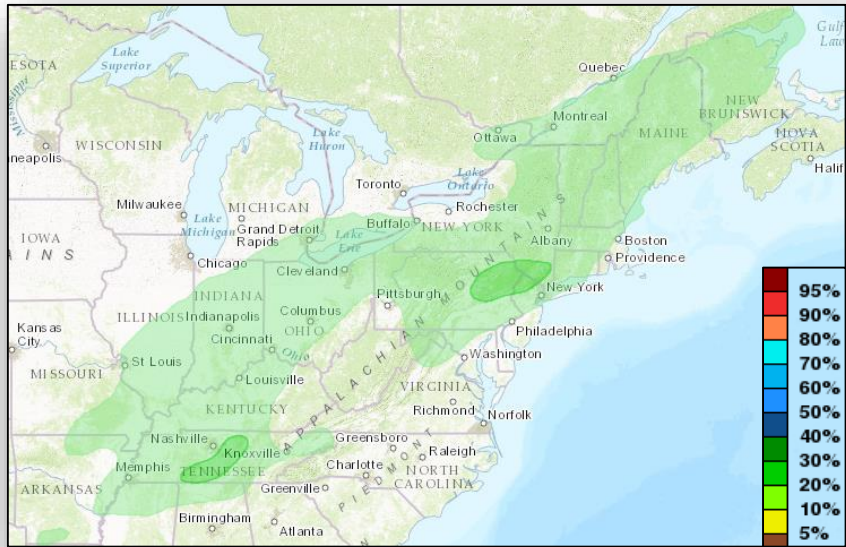 Gulf
Law
Lake
Superior
ESOTA
Mississippi
Quebec
NEW
BRUNSWICK
Ottawa
Montreal
MAINE
NOVA
SCOTIA
Halif
WISCONSIN
nneapolis
Lake
Huron
Toronto
Lake
Ontario
Milwaukee
MICHIGAN
Rochester
Lake
Michigan
Grand
Rapids
Detroit
Buffalo
NEW YORK
Lake
Erie
Albany
Boston
Providence
IOWA
AINS
Chicago
Cleveland
New York
INDIANA
Pittsburgh
APPALACHIAN MOUNTAINS
Philadelphia
ILLINOIS
Indianapolis
Columbus
OHIO
Kansas
City
Cincinnati
Ohio
Washington
St Louis
MISSOURI
Louisville
VIRGINIA
KENTUCKY
Richmond
Norfolk
Nashville
Knoxville
Greensboro
Raleigh
TENNESSEE
Memphis
Charlotte
NORTH
CAROLINA
PIEDMONT
ARKANSAS
Greenville
Birmingham
Atlanta
95%
90%
80%
70%
60%
50%
40%
30%
20%
10%
5%